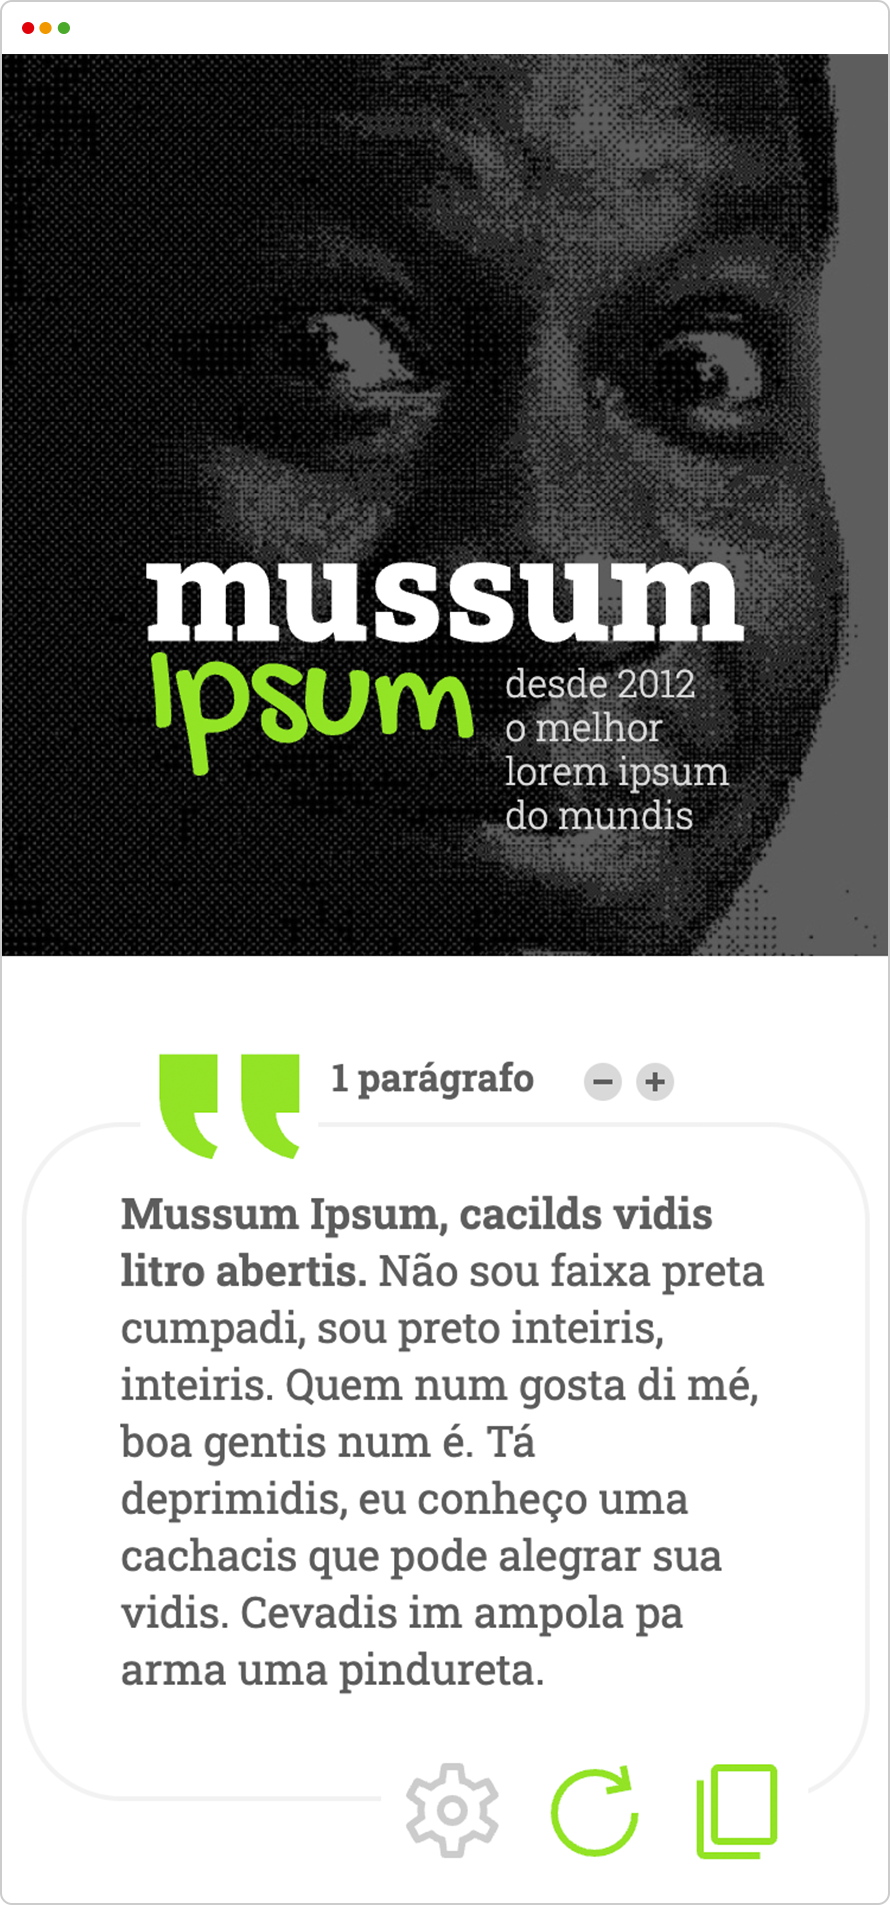 mussum
Ipsum
desde 2012
o melhor
lorem ipsum
do mundis
1 parágrafo
Mussum Ipsum, cacilds vidis
litro abertis. Não sou faixa preta
cumpadi, sou preto inteiris,
inteiris. Quem num gosta di mé,
boa gentis num é. Tá
deprimidis, eu conheço uma
cachacis que pode alegrar sua
vidis. Cevadis im ampola pa
arma uma pindureta.